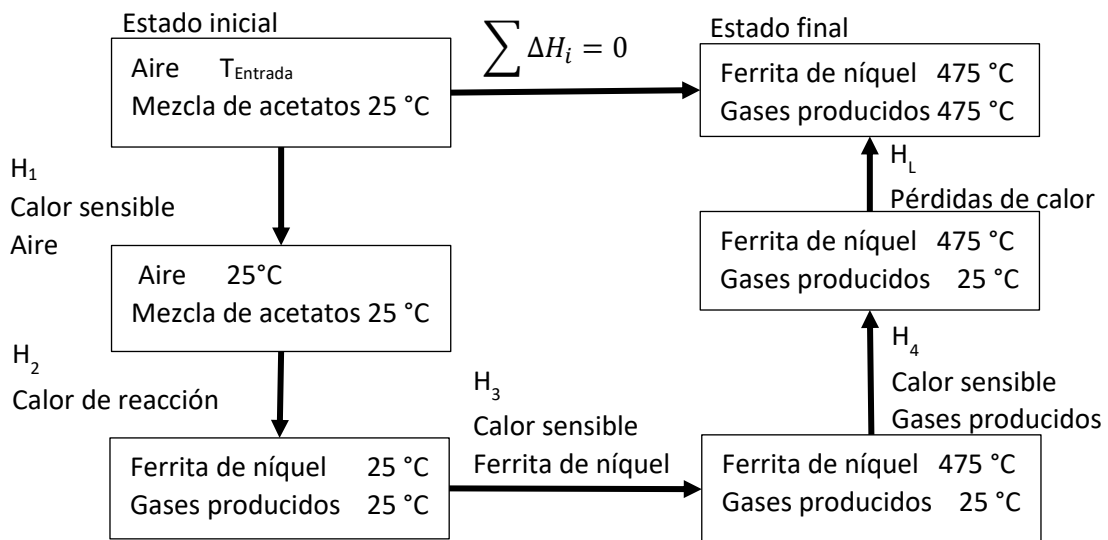 Estado inicial
Aire T_Entrada
Mezcla de acetatos 25 °C
∑ ΔH_i = 0
Estado final
Ferrita de níquel 475 °C
Gases producidos 475 °C
H_1
Calor sensible
Aire
H_L
Pérdidas de calor
Aire 25°C
Mezcla de acetatos 25 °C
Ferrita de níquel 475 °C
Gases producidos 25 °C
H_2
Calor de reacción
H_3
Calor sensible
Ferrita de níquel
H_4
Calor sensible
Gases producidos
Ferrita de níquel 25 °C
Gases producidos 25 °C
Ferrita de níquel 475 °C
Gases producidos 25 °C